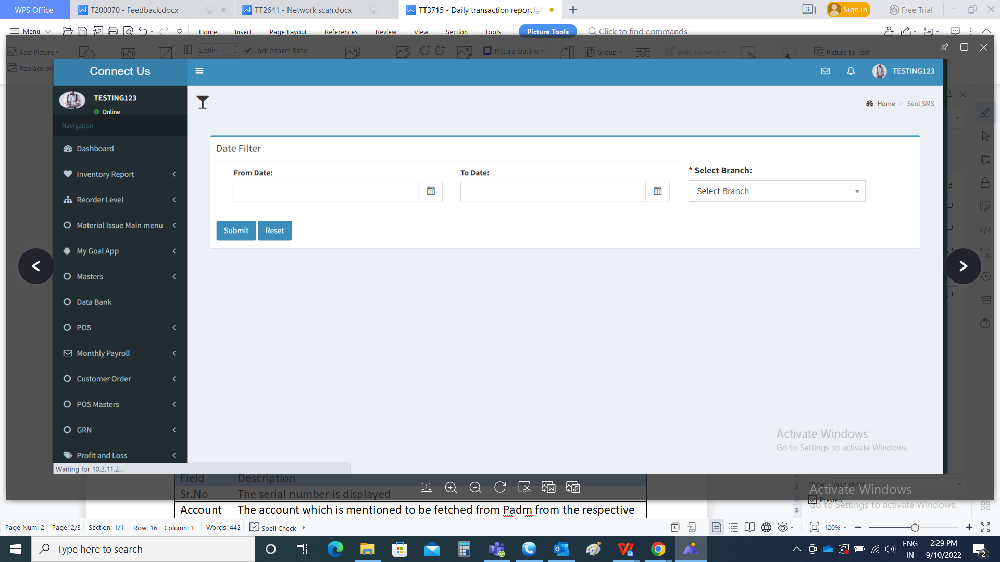 WPS Office
T200070 - Feedback.docx
TT2641 - Network scan.docx
TT3715 - Daily transaction report
3
Sign in
Free Trial
Menu
Home
Insert
Page Layout
References
Review
View
Section
Tools
Picture Tools
Click to find commands
Add Picture
2.68in
Lock Aspect Ratio
Picture Outline
Group
Bring Forward
Picture to Text
Replace pic
Connect Us
TESTING123
TESTING123
Online
Home > Sent SMS
Navigation
Dashboard
Inventory Report
Reorder Level
Material Issue Main menu
My Goal App
Masters
Data Bank
POS
Monthly Payroll
Customer Order
POS Masters
GRN
Profit and Loss
Date Filter
From Date:
To Date:
* Select Branch:
Select Branch
Submit
Reset
Activate Windows
Go to Settings to activate Windows.
Waiting for 10.2.11.2...
Field
Description
Sr.No
The serial number is displayed
Account
The account which is mentioned to be fetched from Padm from the respective
1:1
Show: Valid styles
Preview
Activate Windows
Go to Settings to activate Windows.
Page Num: 2
Page: 2/3
Section: 1/1
Row: 16
Column: 1
Words: 442
Spell Check
120%
Type here to search
ENG
IN
2:29 PM
9/10/2022
2